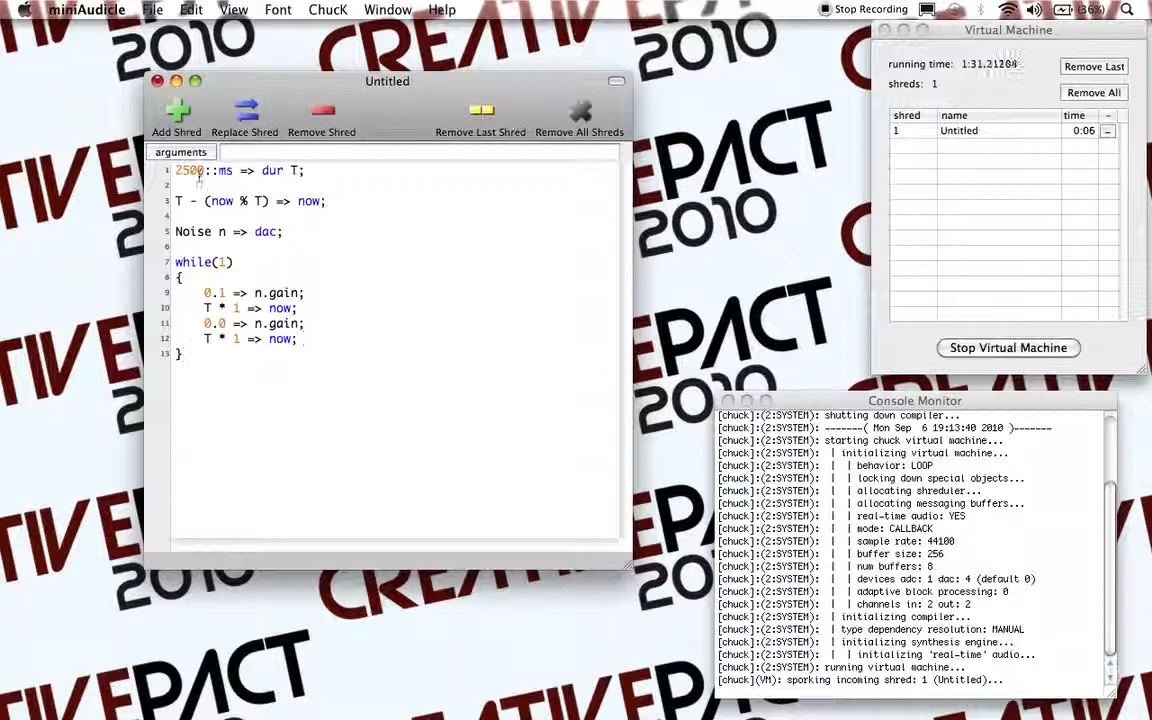 miniAudicle File Edit View Font ChucK Window Help
Stop Recording
(36%)
Untitled
Add Shred
Replace Shred
Remove Shred
Remove Last Shred
Remove All Shreds
arguments
1 2500::ms => dur T;
2
3 T - (now % T) => now;
4
5 Noise n => dac;
6
7 while(1)
8 {
9 0.1 => n.gain;
10 T * 1 => now;
11 0.0 => n.gain;
12 T * 1 => now;
13 }
Virtual Machine
running time: 1:31.21204
Remove Last
shreds: 1
Remove All
shred name time -
1 Untitled 0:06 -
Stop Virtual Machine
Console Monitor
[chuck]:(2:SYSTEM): shutting down compiler...
[chuck]:(2:SYSTEM): -------( Mon Sep 6 19:13:40 2010 )-------
[chuck]:(2:SYSTEM): starting chuck virtual machine...
[chuck]:(2:SYSTEM): | initializing virtual machine...
[chuck]:(2:SYSTEM): | | behavior: LOOP
[chuck]:(2:SYSTEM): | | locking down special objects...
[chuck]:(2:SYSTEM): | | allocating shreduler...
[chuck]:(2:SYSTEM): | | allocating messaging buffers...
[chuck]:(2:SYSTEM): | | real-time audio: YES
[chuck]:(2:SYSTEM): | | mode: CALLBACK
[chuck]:(2:SYSTEM): | | sample rate: 44100
[chuck]:(2:SYSTEM): | | buffer size: 256
[chuck]:(2:SYSTEM): | | num buffers: 8
[chuck]:(2:SYSTEM): | | devices adc: 1 dac: 4 (default 0)
[chuck]:(2:SYSTEM): | | adaptive block processing: 0
[chuck]:(2:SYSTEM): | | channels in: 2 out: 2
[chuck]:(2:SYSTEM): | initializing compiler...
[chuck]:(2:SYSTEM): | type dependency resolution: MANUAL
[chuck]:(2:SYSTEM): | initializing synthesis engine...
[chuck]:(2:SYSTEM): | | initializing 'real-time' audio...
[chuck]:(2:SYSTEM): running virtual machine...
[chuck](VM): sporking incoming shred: 1 (Untitled)...
CREATIVE PACT
2010